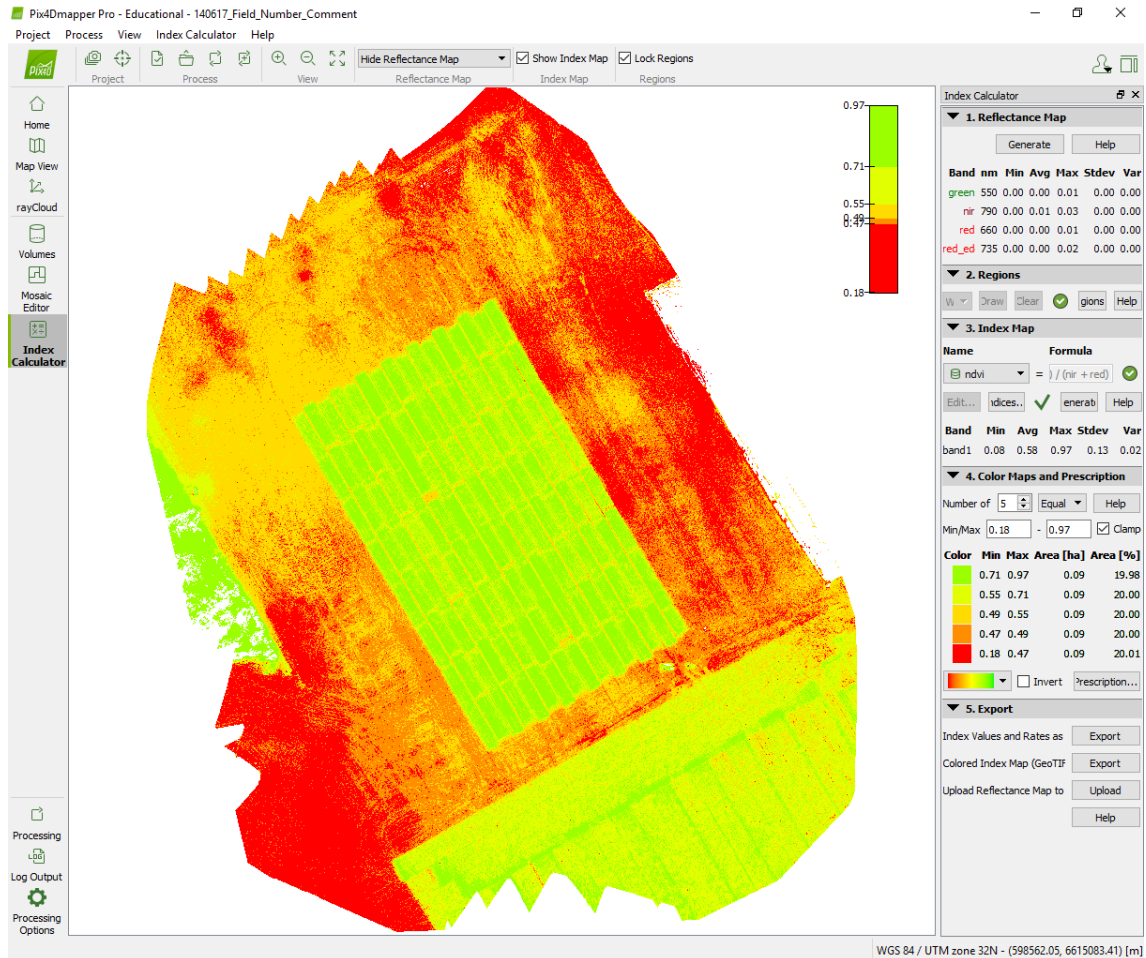 Pix4Dmapper Pro - Educational - 140617_Field_Number_Comment
Project Process View Index Calculator Help
PIX4D
Hide Reflectance Map Show Index Map Lock Regions
Project Process View Reflectance Map Index Map Regions
Home
Map View
rayCloud
Volumes
Mosaic
Editor
Index
Calculator
Processing
LOG
Log Output
Processing
Options
0.97
0.71
0.55
0.49
0.47
0.18
Index Calculator
1. Reflectance Map
Generate Help
Band nm Min Avg Max Stdev Var
green 550 0.00 0.00 0.01 0.00 0.00
nir 790 0.00 0.01 0.03 0.00 0.00
red 660 0.00 0.00 0.01 0.00 0.00
red_ed 735 0.00 0.00 0.02 0.00 0.00
2. Regions
Draw Clear gions Help
3. Index Map
Name Formula
ndvi = ) / (nir + red)
Edit... ndices.. enerat Help
Band Min Avg Max Stdev Var
band1 0.08 0.58 0.97 0.13 0.02
4. Color Maps and Prescription
Number of 5 Equal Help
Min/Max 0.18 - 0.97 Clamp
Color Min Max Area [ha] Area [%]
0.71 0.97 0.09 19.98
0.55 0.71 0.09 20.00
0.49 0.55 0.09 20.00
0.47 0.49 0.09 20.00
0.18 0.47 0.09 20.01
Invert Prescription...
5. Export
Index Values and Rates as Export
Colored Index Map (GeoTIF Export
Upload Reflectance Map to Upload
Help
WGS 84 / UTM zone 32N - (598562.05, 6615083.41) [m]